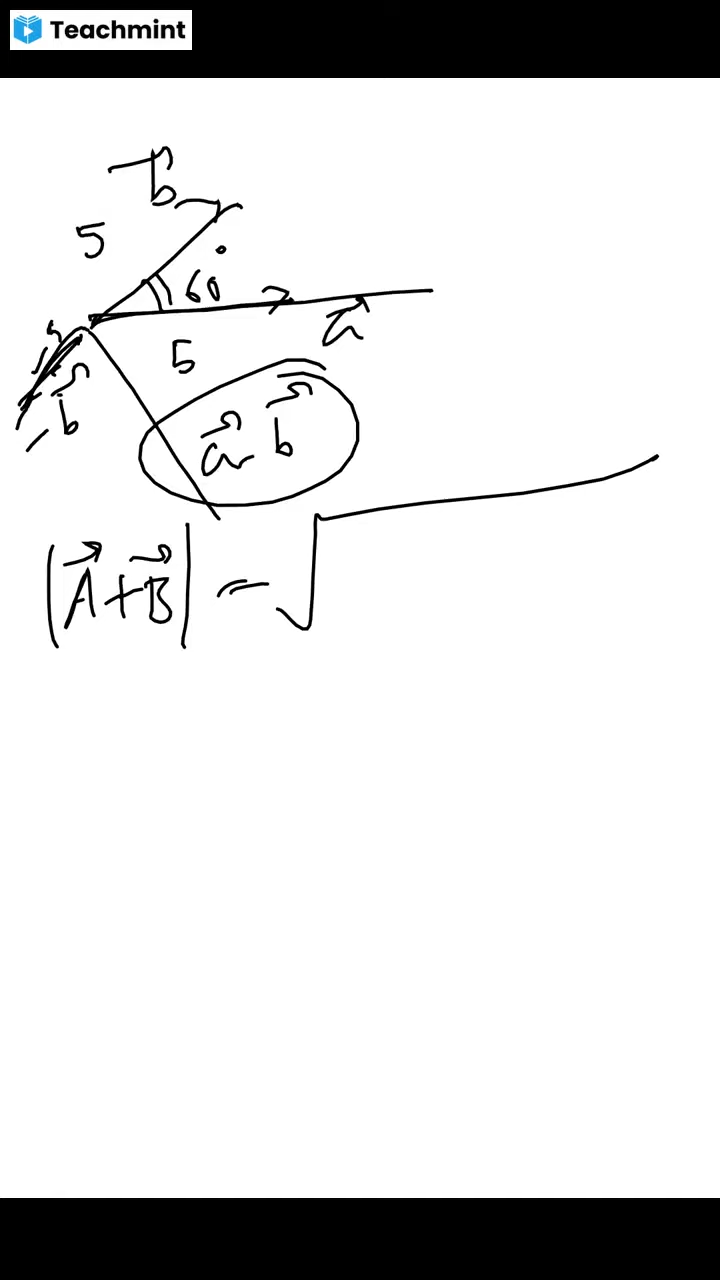 Teachmint
b⃗
5
60°
5
a⃗
-b⃗
a⃗ - b⃗
|A⃗+B⃗| = √